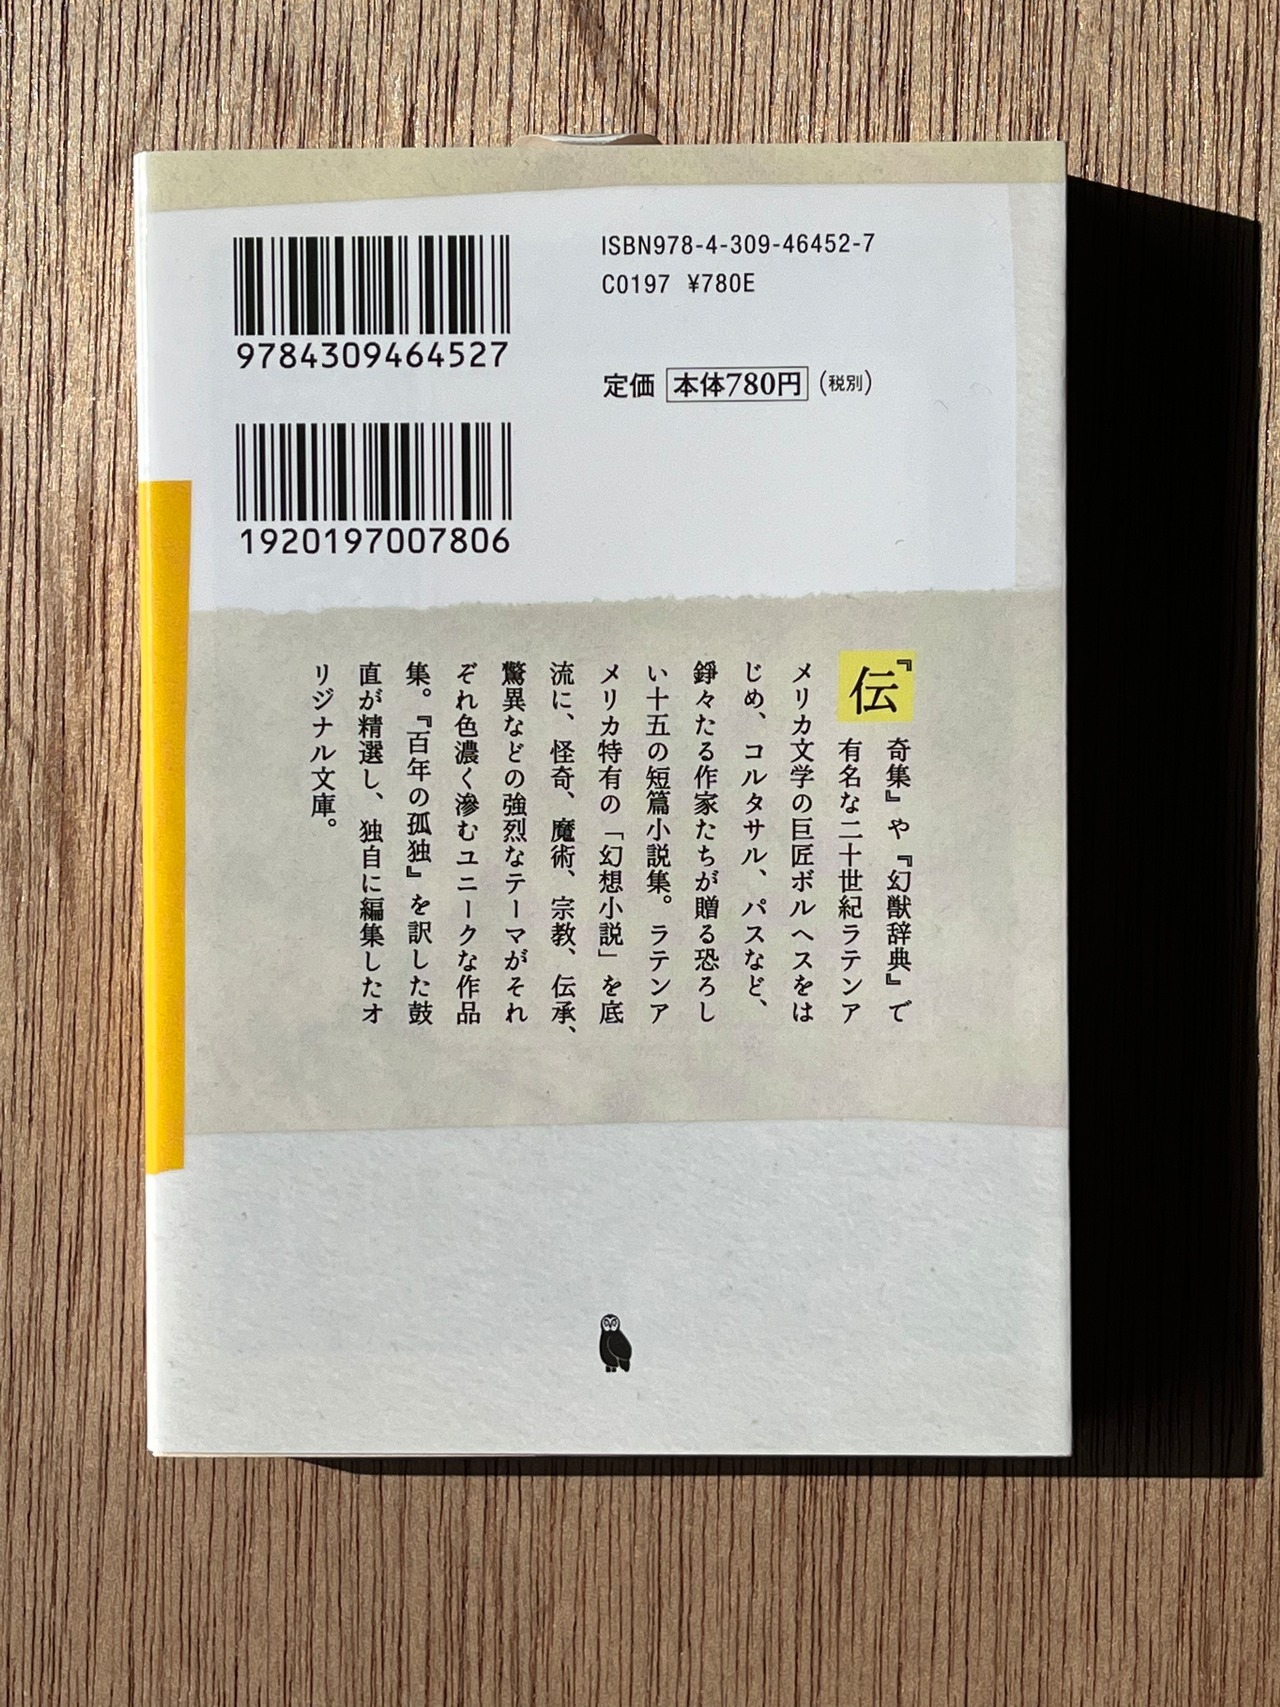 9784309464527
1920197007806
ISBN978-4-309-46452-7
C0197 ¥780E
定価 本体780円(税別)
『伝奇集』や『幻獣辞典』で
有名な二十世紀ラテンア
メリカ文学の巨匠ボルヘスをは
じめ、コルタサル、パスなど、
錚々たる作家たちが贈る恐ろし
い十五の短篇小説集。ラテンア
メリカ特有の「幻想小説」を底
流に、怪奇、魔術、宗教、伝承、
驚異などの強烈なテーマがそれ
ぞれ色濃く滲むユニークな作品
集。『百年の孤独』を訳した鼓
直が精選し、独自に編集したオ
リジナル文庫。